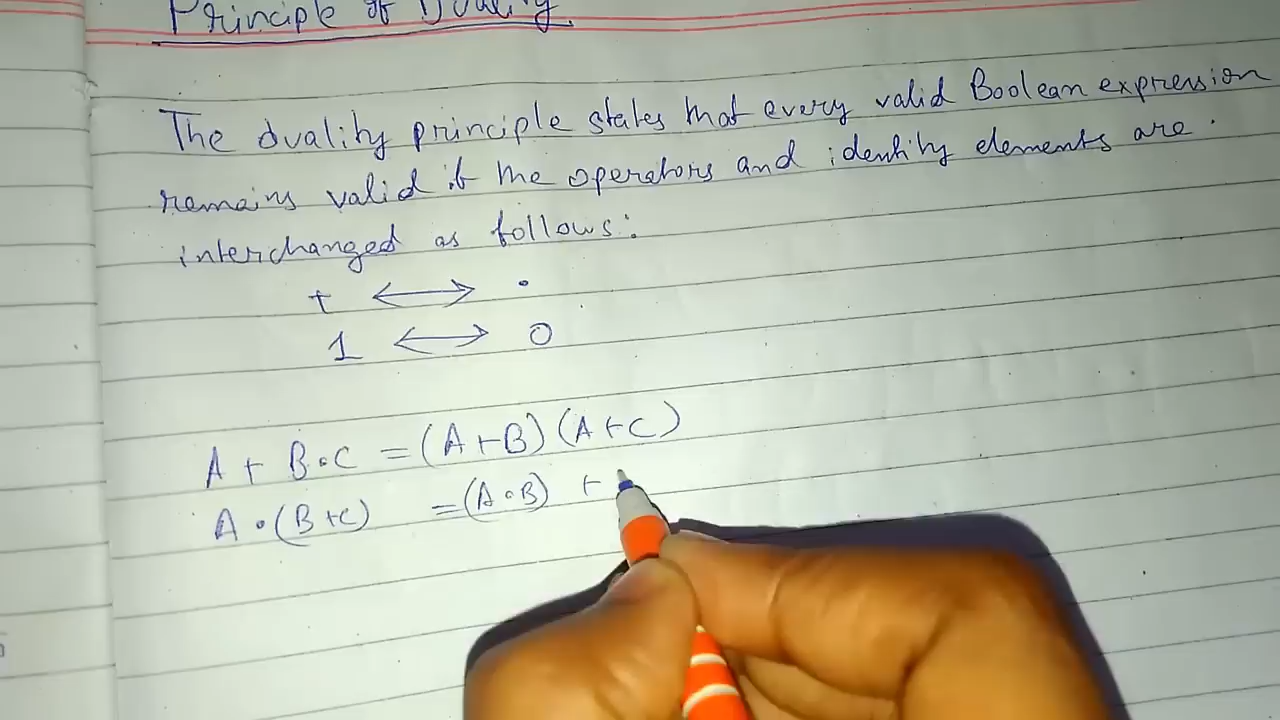 Principle of Duality.
The duality principle states that every valid Boolean expression
remains valid if the operators and identity elements are.
interchanged as follows:
+ ⟷ •
1 ⟷ 0
A + B•C = (A+B) (A+C)
A •(B+C) =(A•B) +